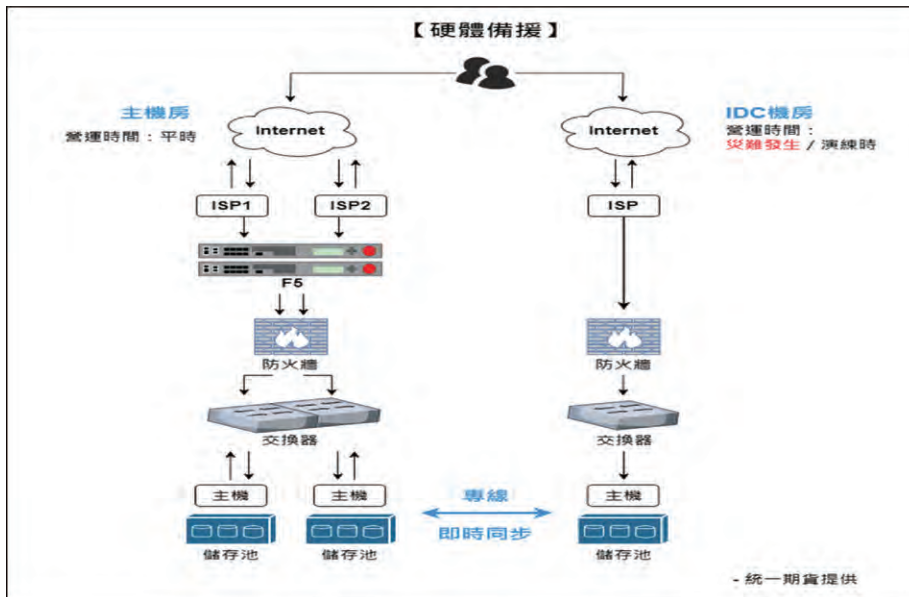 【硬體備援】
主機房
營運時間：平時
Internet
ISP1
ISP2
F5
防火牆
交換器
主機
主機
儲存池
儲存池
專線
即時同步
IDC機房
營運時間：
災難發生 / 演練時
Internet
ISP
防火牆
交換器
主機
儲存池
- 統一期貨提供